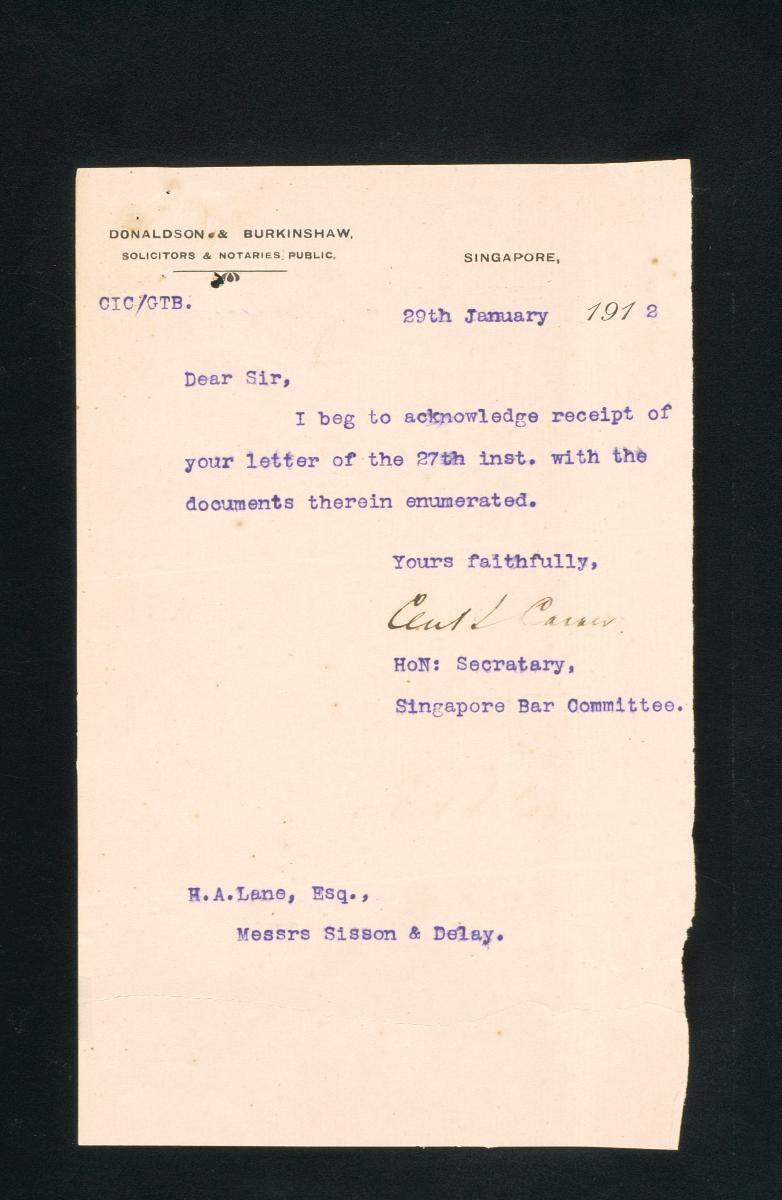 DONALDSON & BURKINSHAW,
SOLICITORS & NOTARIES PUBLIC,
SINGAPORE,
CIC/GTB.
29th January 1912
Dear Sir,
I beg to acknowledge receipt of
your letter of the 27th inst. with the
documents therein enumerated.
Yours faithfully,
HoN: Secratary,
Singapore Bar Committee.
H.A.Lane, Esq.,
Messrs Sisson & Delay.